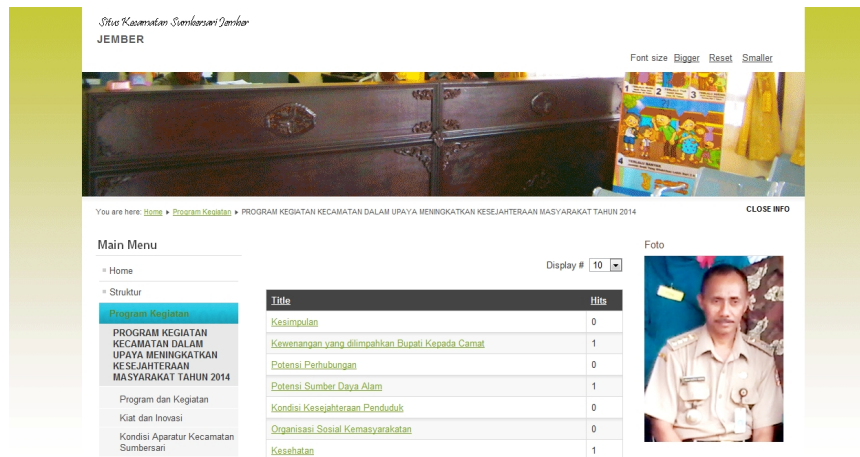 Situs Kecamatan Sumbersari Jember
JEMBER
Font size Bigger Reset Smaller
1 2 3
4
You are here: Home ▸ Program Kegiatan ▸ PROGRAM KEGIATAN KECAMATAN DALAM UPAYA MENINGKATKAN KESEJAHTERAAN MASYARAKAT TAHUN 2014
CLOSE INFO
Main Menu
Home
Struktur
Program Kegiatan
PROGRAM KEGIATAN
KECAMATAN DALAM
UPAYA MENINGKATKAN
KESEJAHTERAAN
MASYARAKAT TAHUN 2014
Program dan Kegiatan
Kiat dan Inovasi
Kondisi Aparatur Kecamatan
Sumbersari
Display # 10
Title Hits
Kesimpulan 0
Kewenangan yang dilimpahkan Bupati Kepada Camat 1
Potensi Perhubungan 0
Potensi Sumber Daya Alam 1
Kondisi Kesejahteraan Penduduk 0
Organisasi Sosial Kemasyarakatan 0
Kesehatan 1
Foto